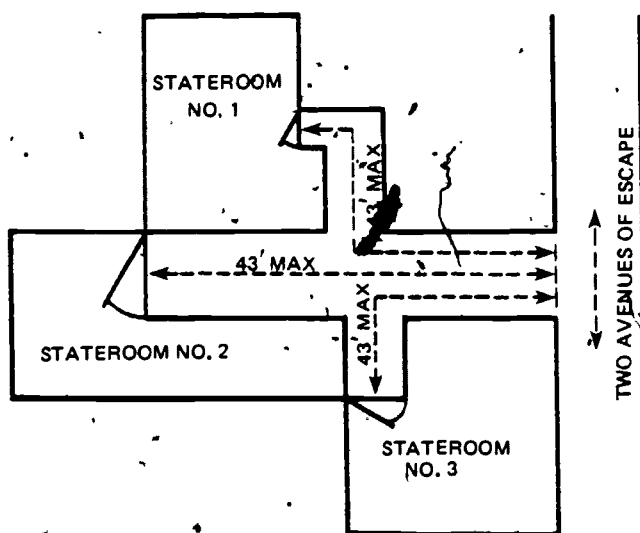 STATEROOM
NO. 1
43' MAX
43' MAX
43' MAX
STATEROOM NO. 2
STATEROOM
NO. 3
TWO AVENUES OF ESCAPE